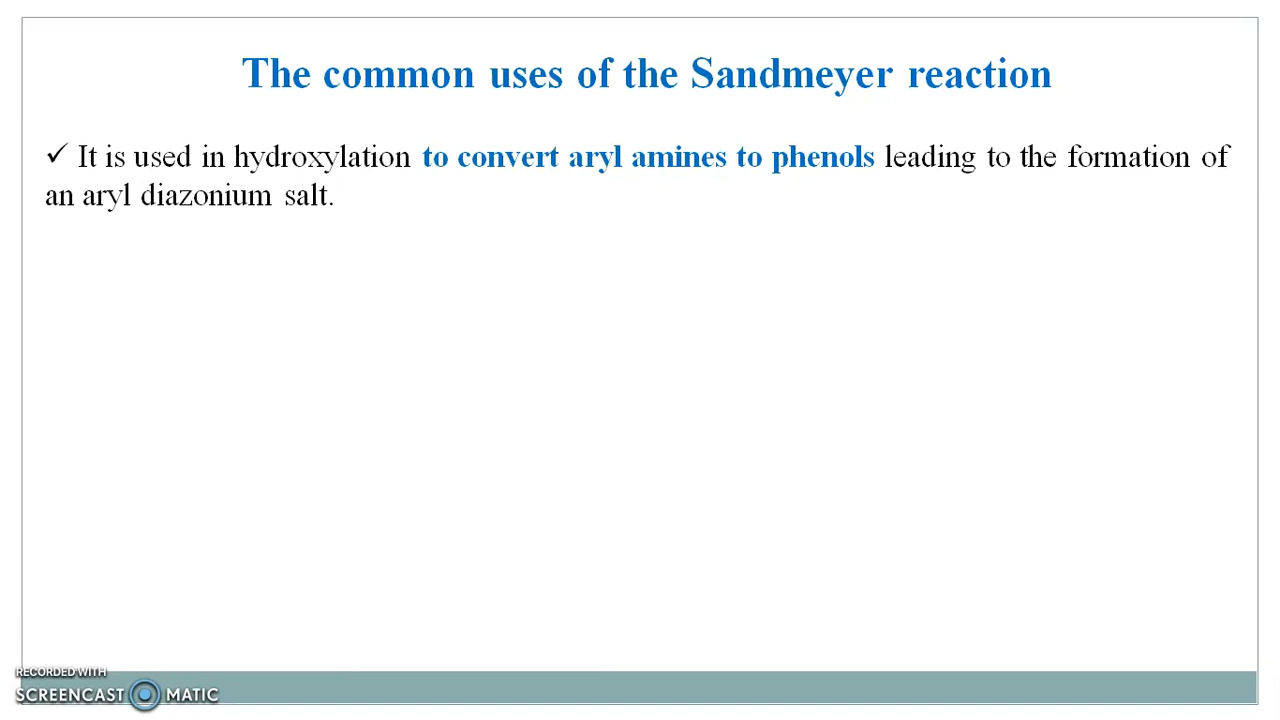 The common uses of the Sandmeyer reaction
✓ It is used in hydroxylation to convert aryl amines to phenols leading to the formation of
an aryl diazonium salt.
RECORDED WITH
SCREENCAST MATIC